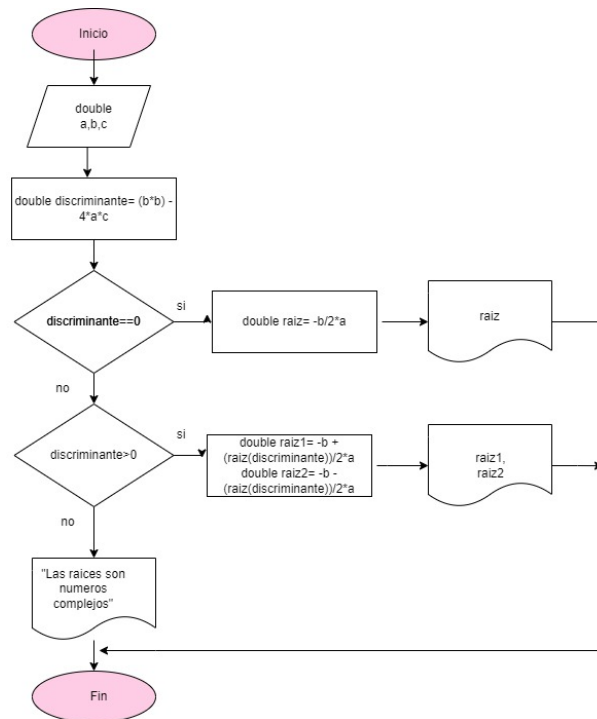 Inicio
double
a,b,c
double discriminante= (b*b) -
4*a*c
discriminante==0
si
double raiz= -b/2*a
raiz
no
discriminante>0
si
double raiz1= -b +
(raiz(discriminante))/2*a
double raiz2= -b -
(raiz(discriminante))/2*a
raiz1,
raiz2
no
"Las raices son
numeros
complejos"
Fin